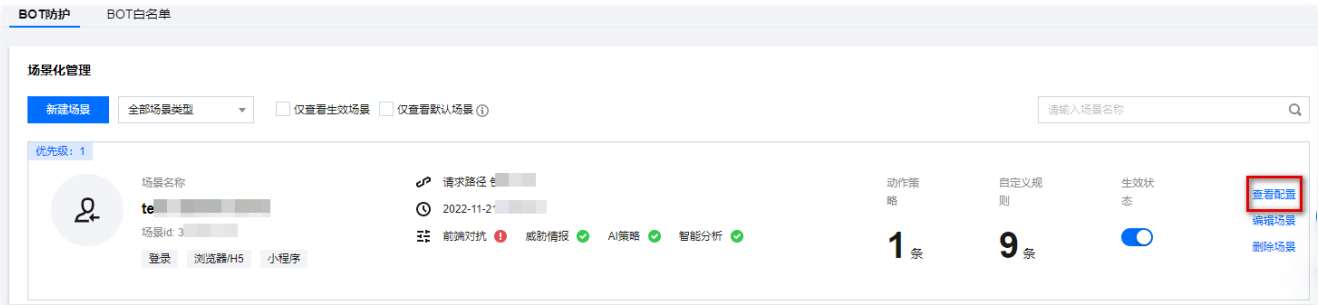 BOT防护 BOT白名单
场景化管理
新建场景 全部场景类型 仅查看生效场景 仅查看默认场景 请输入场景名称
优先级：1
场景名称 请求路径 动作策略 自定义规则 生效状态 查看配置
te 2022-11-21 编辑场景
场景id: 3 前端对抗 威胁情报 AI策略 智能分析 1 条 9 条 删除场景
登录 浏览器/H5 小程序